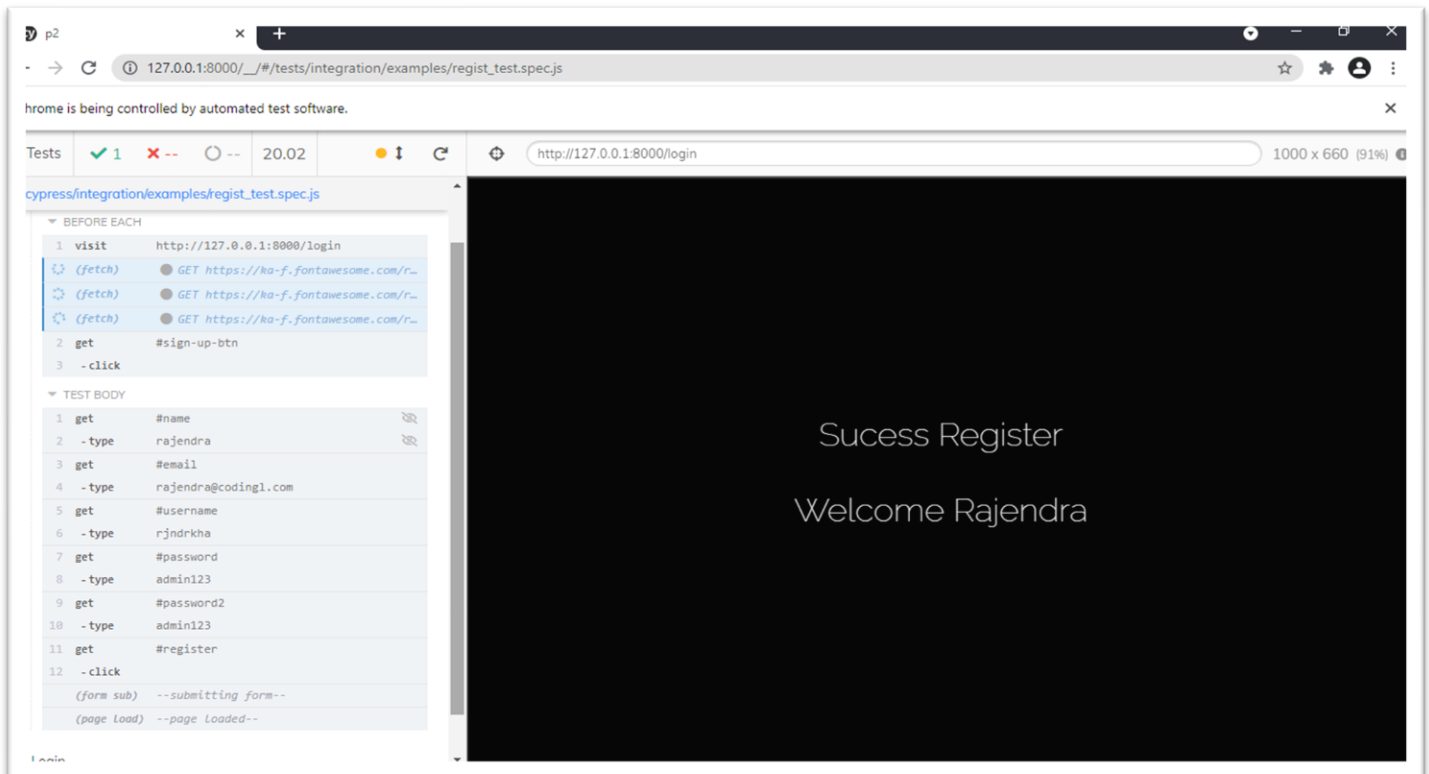 p2
127.0.0.1:8000/__/#/tests/integration/examples/regist_test.spec.js
hrome is being controlled by automated test software.
Tests 1 -- -- 20.02 http://127.0.0.1:8000/login 1000 x 660 (91%)
cypress/integration/examples/regist_test.spec.js
BEFORE EACH
1 visit http://127.0.0.1:8000/login
(fetch) GET https://ka-f.fontawesome.com/r…
(fetch) GET https://ka-f.fontawesome.com/r…
(fetch) GET https://ka-f.fontawesome.com/r…
2 get #sign-up-btn
3 -click
TEST BODY
1 get #name
2 -type rajendra
3 get #email
4 -type rajendra@codingl.com
5 get #username
6 -type rjndrkha
7 get #password
8 -type admin123
9 get #password2
10 -type admin123
11 get #register
12 -click
(form sub) --submitting form--
(page load) --page loaded--
Sucess Register
Welcome Rajendra